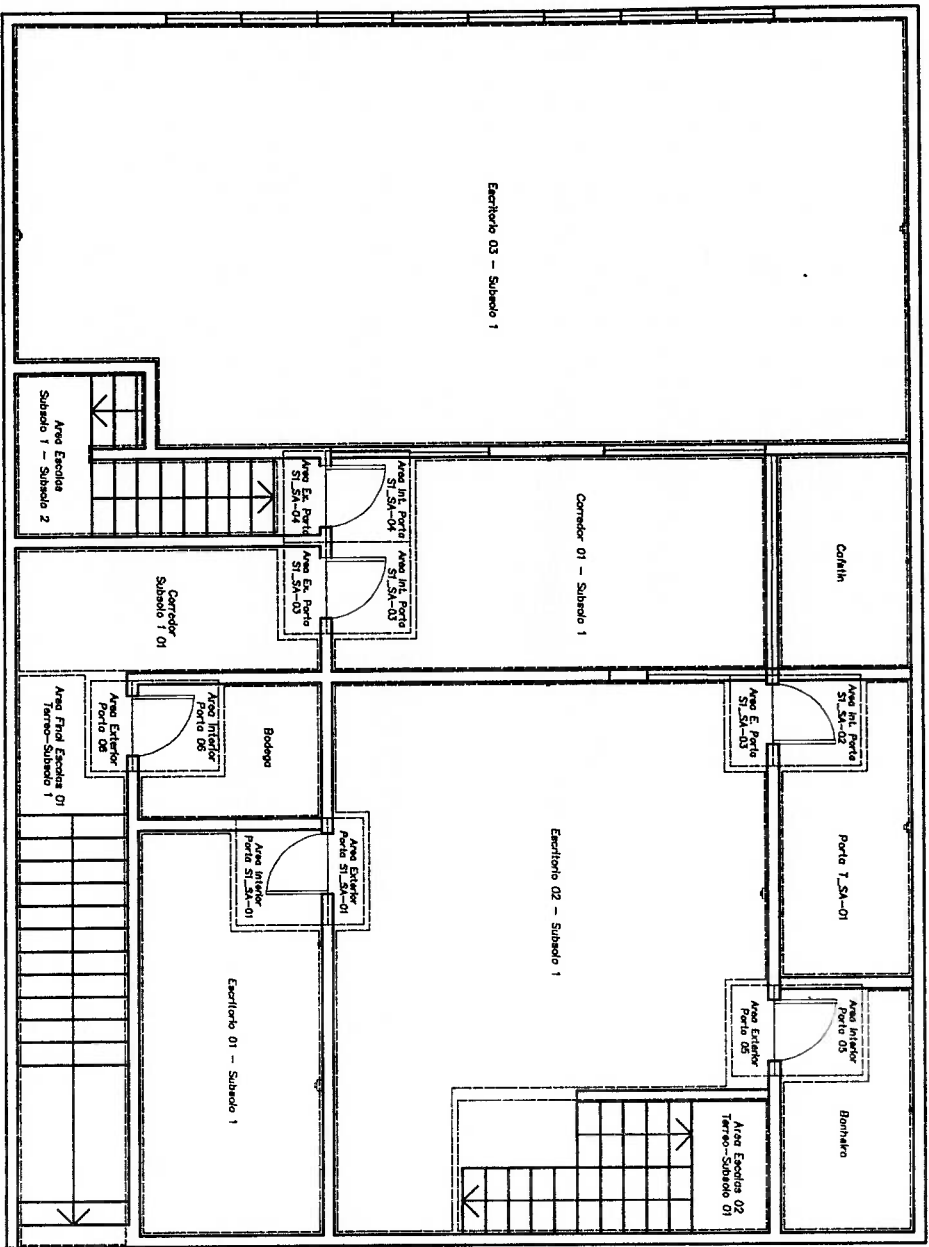 Cafetin
Area Int. Porta
S1_SA-02
Porta T_SA-01
Area Interior
Porta 05
Banheiro
Area E. Porta
S1_SA-03
Area Exterior
Porta 05
Area Escalas 02
Terreo-Subsolo 01
Corredor 01 - Subsolo 1
Escritorio 02 - Subsolo 1
Escritorio 03 - Subsolo 1
Area Int. Porta
S1_SA-04
Area Int. Porta
S1_SA-03
Area Ex. Porta
S1_SA-04
Area Ex. Porta
S1_SA-03
Area Exterior
Porta S1_SA-01
Area Interior
Porta S1_SA-01
Bodega
Escritorio 01 - Subsolo 1
Corredor
Subsolo 1 01
Area Interior
Porta 06
Area Exterior
Porta 06
Area Escalas
Subsolo 1 - Subsolo 2
Area Final Escalas 01
Terreo-Subsolo 1